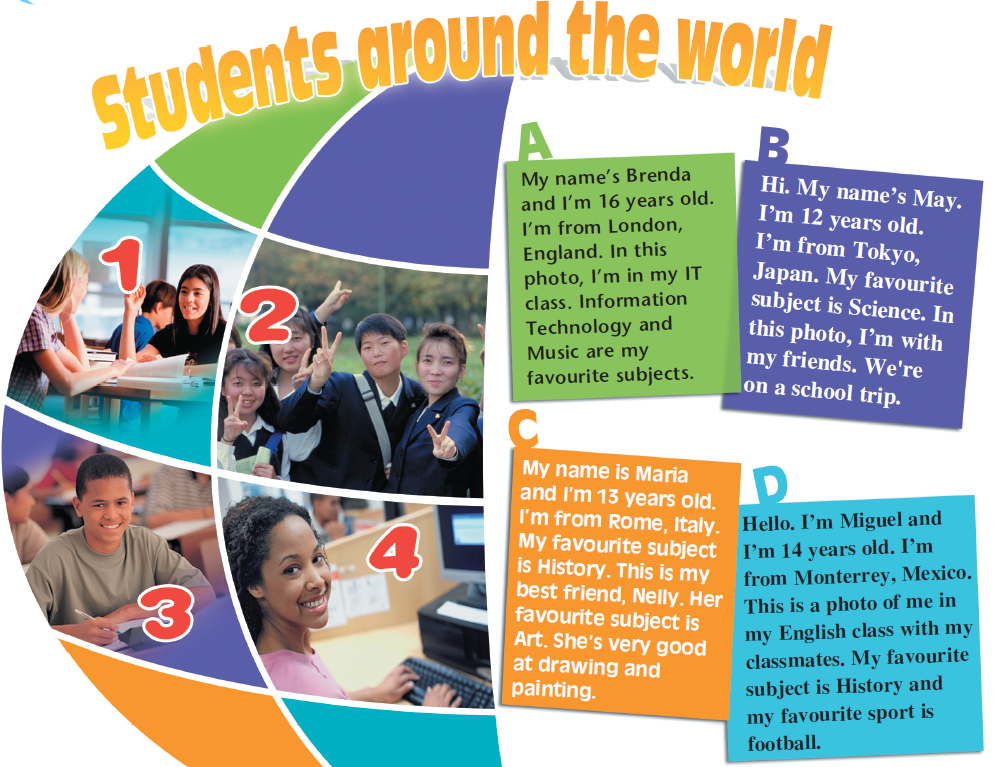 Students around the world
1
2
3
4
A
My name's Brenda
and I'm 16 years old.
I'm from London,
England. In this
photo, I'm in my IT
class. Information
Technology and
Music are my
favourite subjects.
B
Hi. My name's May.
I'm 12 years old.
I'm from Tokyo,
Japan. My favourite
subject is Science. In
this photo, I'm with
my friends. We're
on a school trip.
C
My name is Maria
and I'm 13 years old.
I'm from Rome, Italy.
My favourite subject
is History. This is my
best friend, Nelly. Her
favourite subject is
Art. She's very good
at drawing and
painting.
D
Hello. I'm Miguel and
I'm 14 years old. I'm
from Monterrey, Mexico.
This is a photo of me in
my English class with my
classmates. My favourite
subject is History and
my favourite sport is
football.